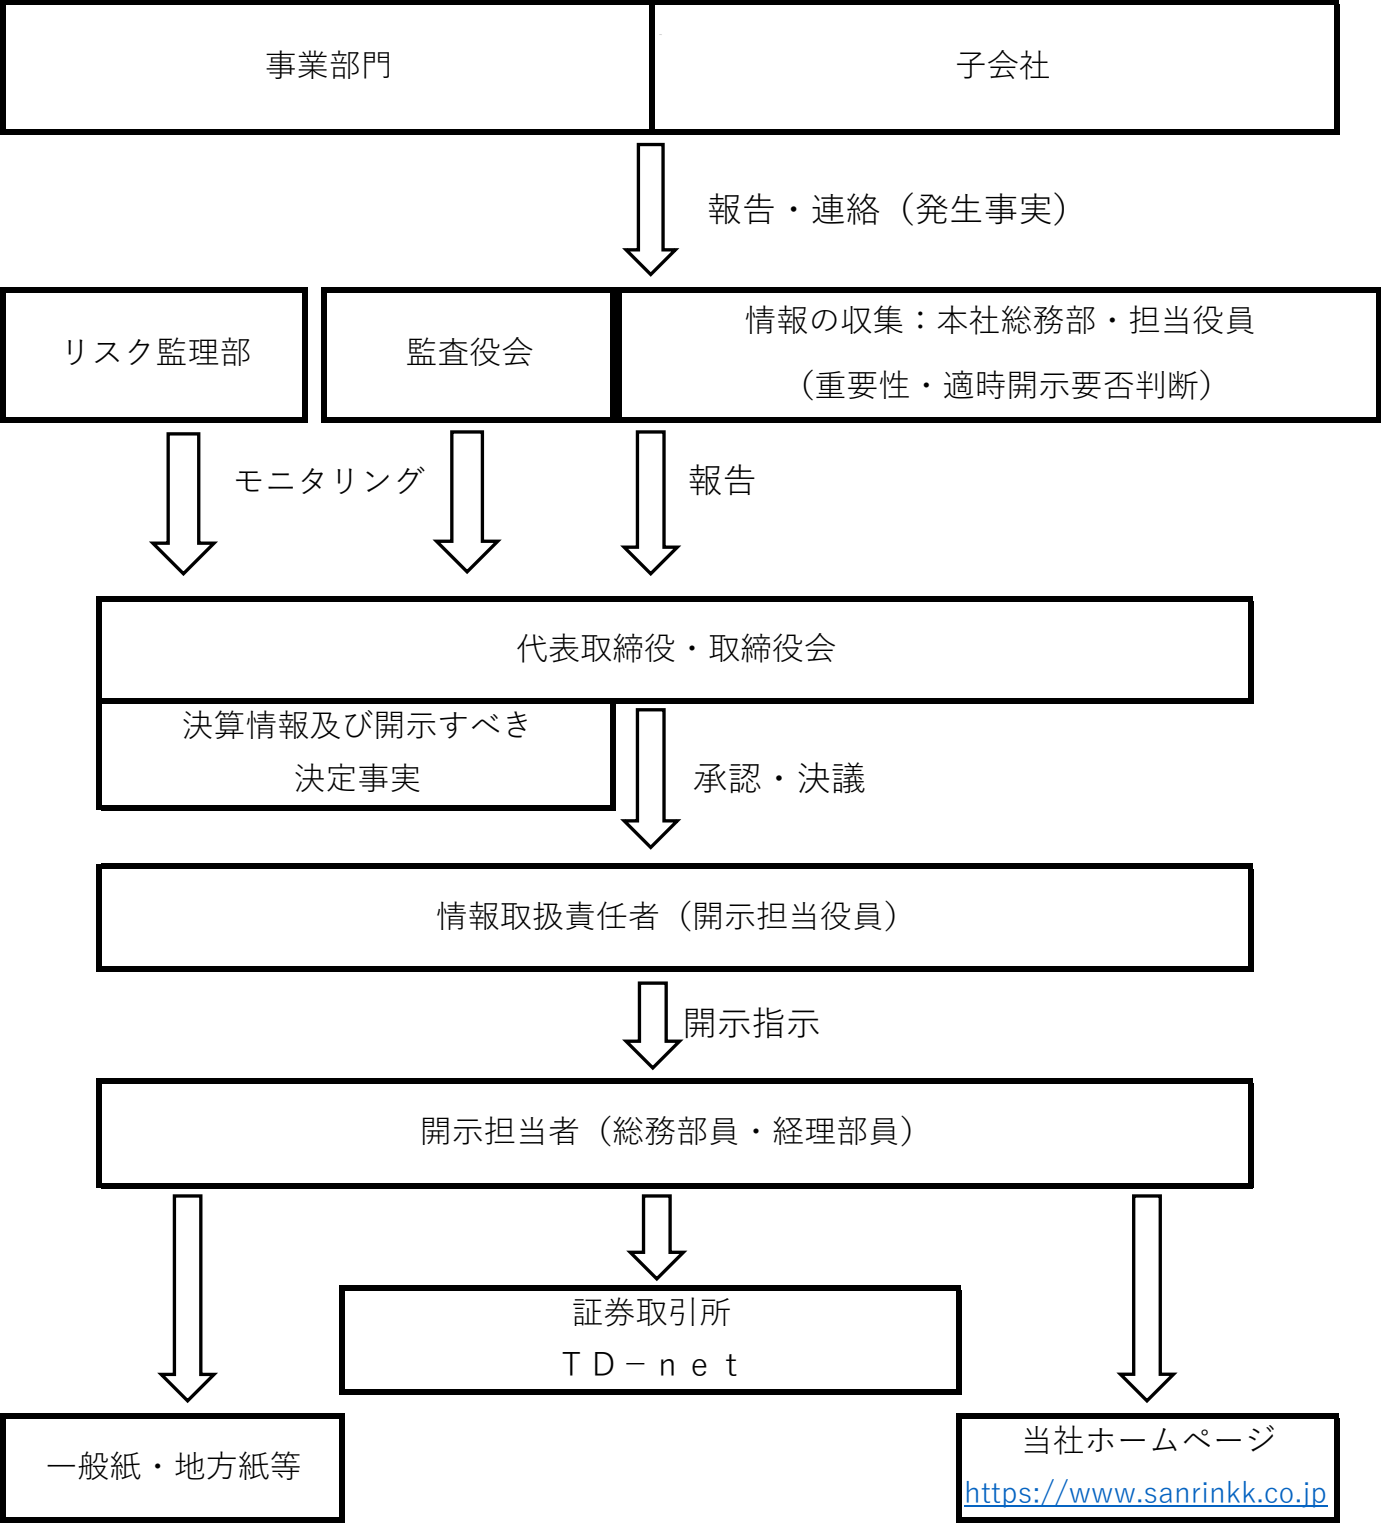 事業部門
子会社
報告・連絡（発生事実）
リスク監理部
監査役会
情報の収集：本社総務部・担当役員
（重要性・適時開示要否判断）
モニタリング
報告
代表取締役・取締役会
決算情報及び開示すべき
決定事実
承認・決議
情報取扱責任者（開示担当役員）
開示指示
開示担当者（総務部員・経理部員）
証券取引所
ＴＤ－ｎｅｔ
一般紙・地方紙等
当社ホームページ
https://www.sanrinkk.co.jp